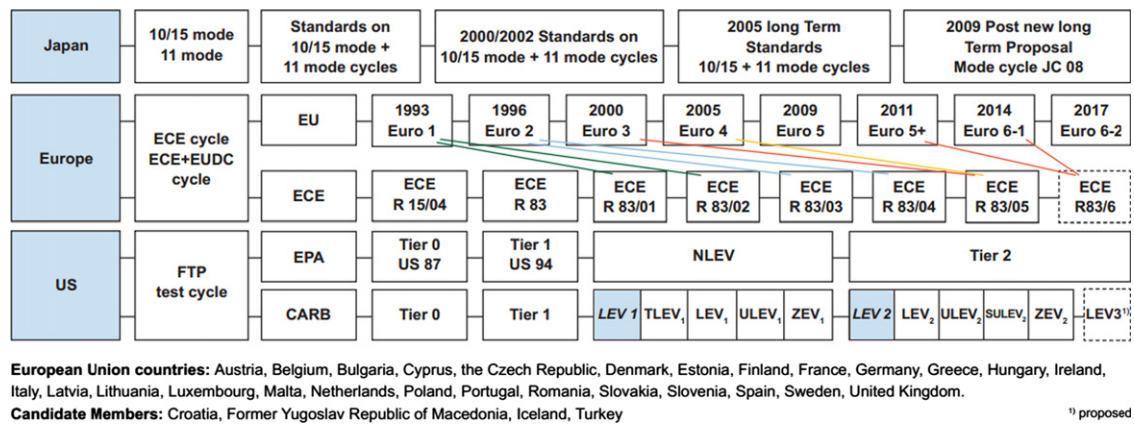 Japan
10/15 mode
11 mode
Standards on
10/15 mode +
11 mode cycles
2000/2002 Standards on
10/15 mode + 11 mode cycles
2005 long Term
Standards
10/15 + 11 mode cycles
2009 Post new long
Term Proposal
Mode cycle JC 08
Europe
ECE cycle
ECE+EUDC
cycle
EU
1993
Euro 1
1996
Euro 2
2000
Euro 3
2005
Euro 4
2009
Euro 5
2011
Euro 5+
2014
Euro 6-1
2017
Euro 6-2
ECE
ECE
R 15/04
ECE
R 83
ECE
R 83/01
ECE
R 83/02
ECE
R 83/03
ECE
R 83/04
ECE
R 83/05
ECE
R83/6
US
FTP
test cycle
EPA
Tier 0
US 87
Tier 1
US 94
NLEV
Tier 2
CARB
Tier 0
Tier 1
LEV 1
TLEV₁
LEV₁
ULEV₁
ZEV₁
LEV 2
LEV₂
ULEV₂
SULEV₂
ZEV₂
LEV3¹⁾
European Union countries: Austria, Belgium, Bulgaria, Cyprus, the Czech Republic, Denmark, Estonia, Finland, France, Germany, Greece, Hungary, Ireland,
Italy, Latvia, Lithuania, Luxembourg, Malta, Netherlands, Poland, Portugal, Romania, Slovakia, Slovenia, Spain, Sweden, United Kingdom.
Candidate Members: Croatia, Former Yugoslav Republic of Macedonia, Iceland, Turkey
¹⁾ proposed